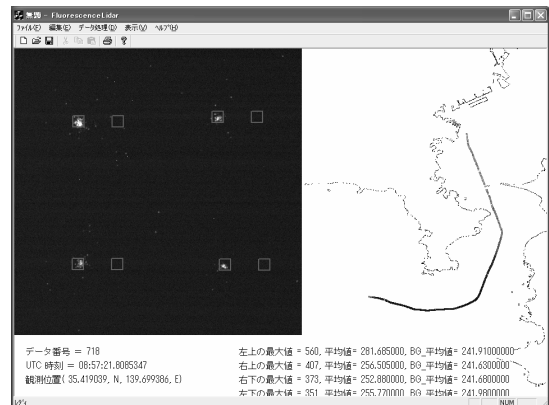 無題 - FluorescenceLidar
ファイル(F) 編集(E) データ処理(D) 表示(V) ヘルプ(H)
データ番号 = 718
UTC 時刻 = 08:57:21.8085347
観測位置( 35.419039, N, 139.699386, E)
左上の最大値 = 560, 平均値= 281.685000, BG_平均値= 241.91000000
右上の最大値 = 407, 平均値= 256.505000, BG_平均値= 241.6300000
右下の最大値 = 373, 平均値= 252.880000, BG_平均値= 241.6800000
左下の最大値 = 351, 平均値= 255.770000, BG_平均値= 241.9800000
レディ
NUM